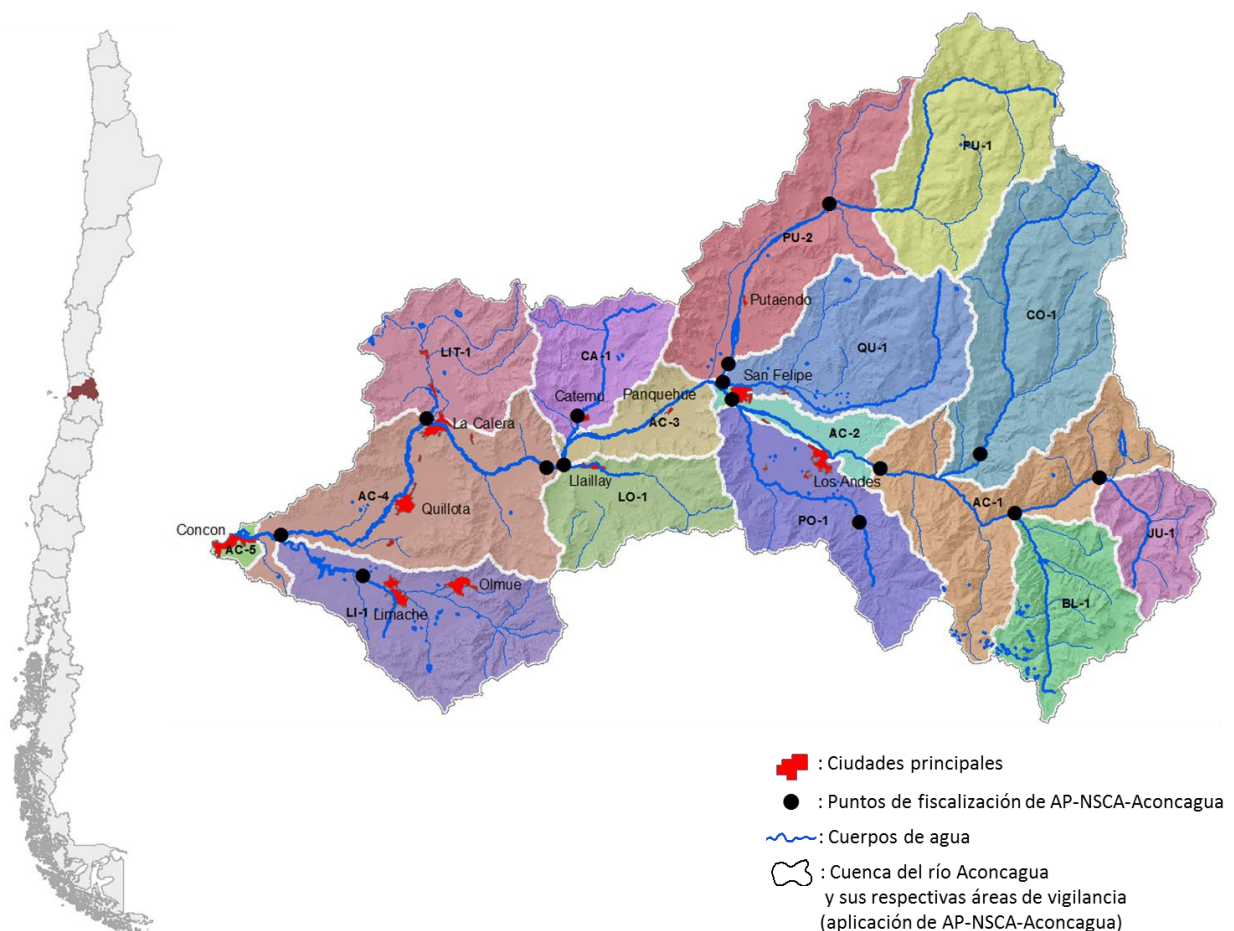 PU-1
PU-2
Putaendo
CO-1
QU-1
LIT-1
CA-1
San Felipe
Catemu
Panquehue
La Calera
AC-3
AC-2
Llaillay
Los Andes
AC-4
LO-1
Quillota
PO-1
AC-1
Concon
AC-5
JU-1
Olmue
LI-1
Limache
BL-1
: Ciudades principales
: Puntos de fiscalización de AP-NSCA-Aconcagua
: Cuerpos de agua
: Cuenca del río Aconcagua
y sus respectivas áreas de vigilancia
(aplicación de AP-NSCA-Aconcagua)